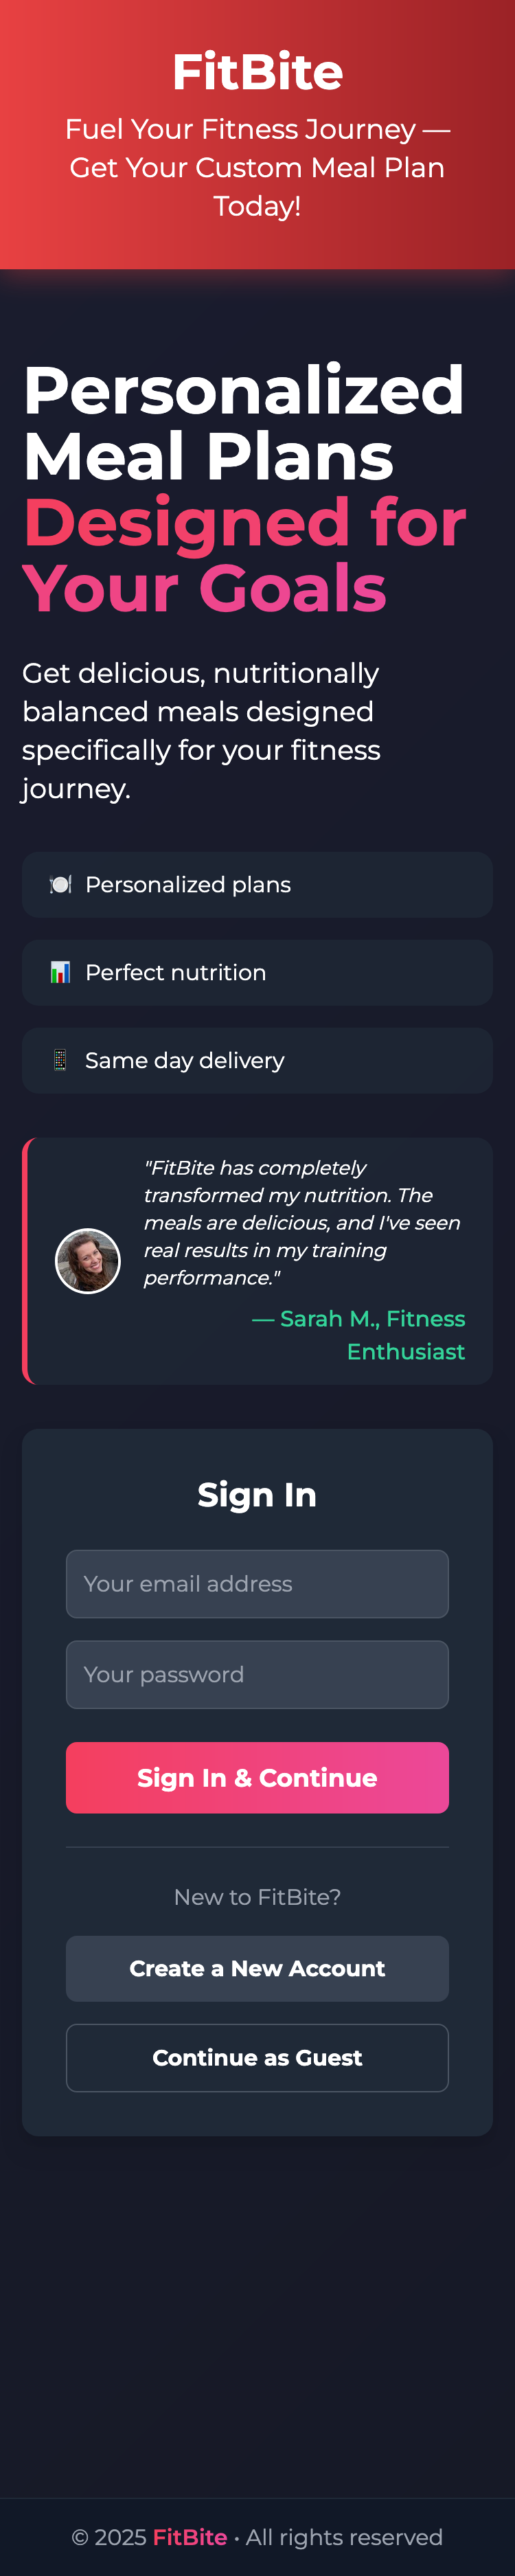 FitBite
Fuel Your Fitness Journey —
Get Your Custom Meal Plan
Today!
Personalized
Meal Plans
Designed for
Your Goals
Get delicious, nutritionally
balanced meals designed
specifically for your fitness
journey.
Personalized plans
Perfect nutrition
Same day delivery
"FitBite has completely
transformed my nutrition. The
meals are delicious, and I've seen
real results in my training
performance."
— Sarah M., Fitness
Enthusiast
Sign In
Your email address
Your password
Sign In & Continue
New to FitBite?
Create a New Account
Continue as Guest
© 2025 FitBite • All rights reserved